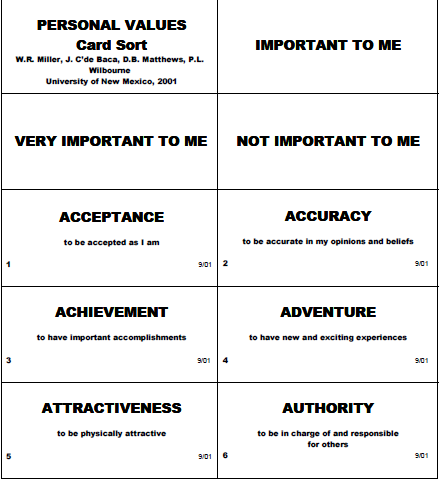 PERSONAL VALUES
Card Sort
W.R. Miller, J. C'de Baca, D.B. Matthews, P.L.
Wilbourne
University of New Mexico, 2001
IMPORTANT TO ME
VERY IMPORTANT TO ME
NOT IMPORTANT TO ME
ACCEPTANCE
to be accepted as I am
1 9/01
ACCURACY
to be accurate in my opinions and beliefs
2 9/01
ACHIEVEMENT
to have important accomplishments
3 9/01
ADVENTURE
to have new and exciting experiences
4 9/01
ATTRACTIVENESS
to be physically attractive
5 9/01
AUTHORITY
to be in charge of and responsible
for others
6 9/01